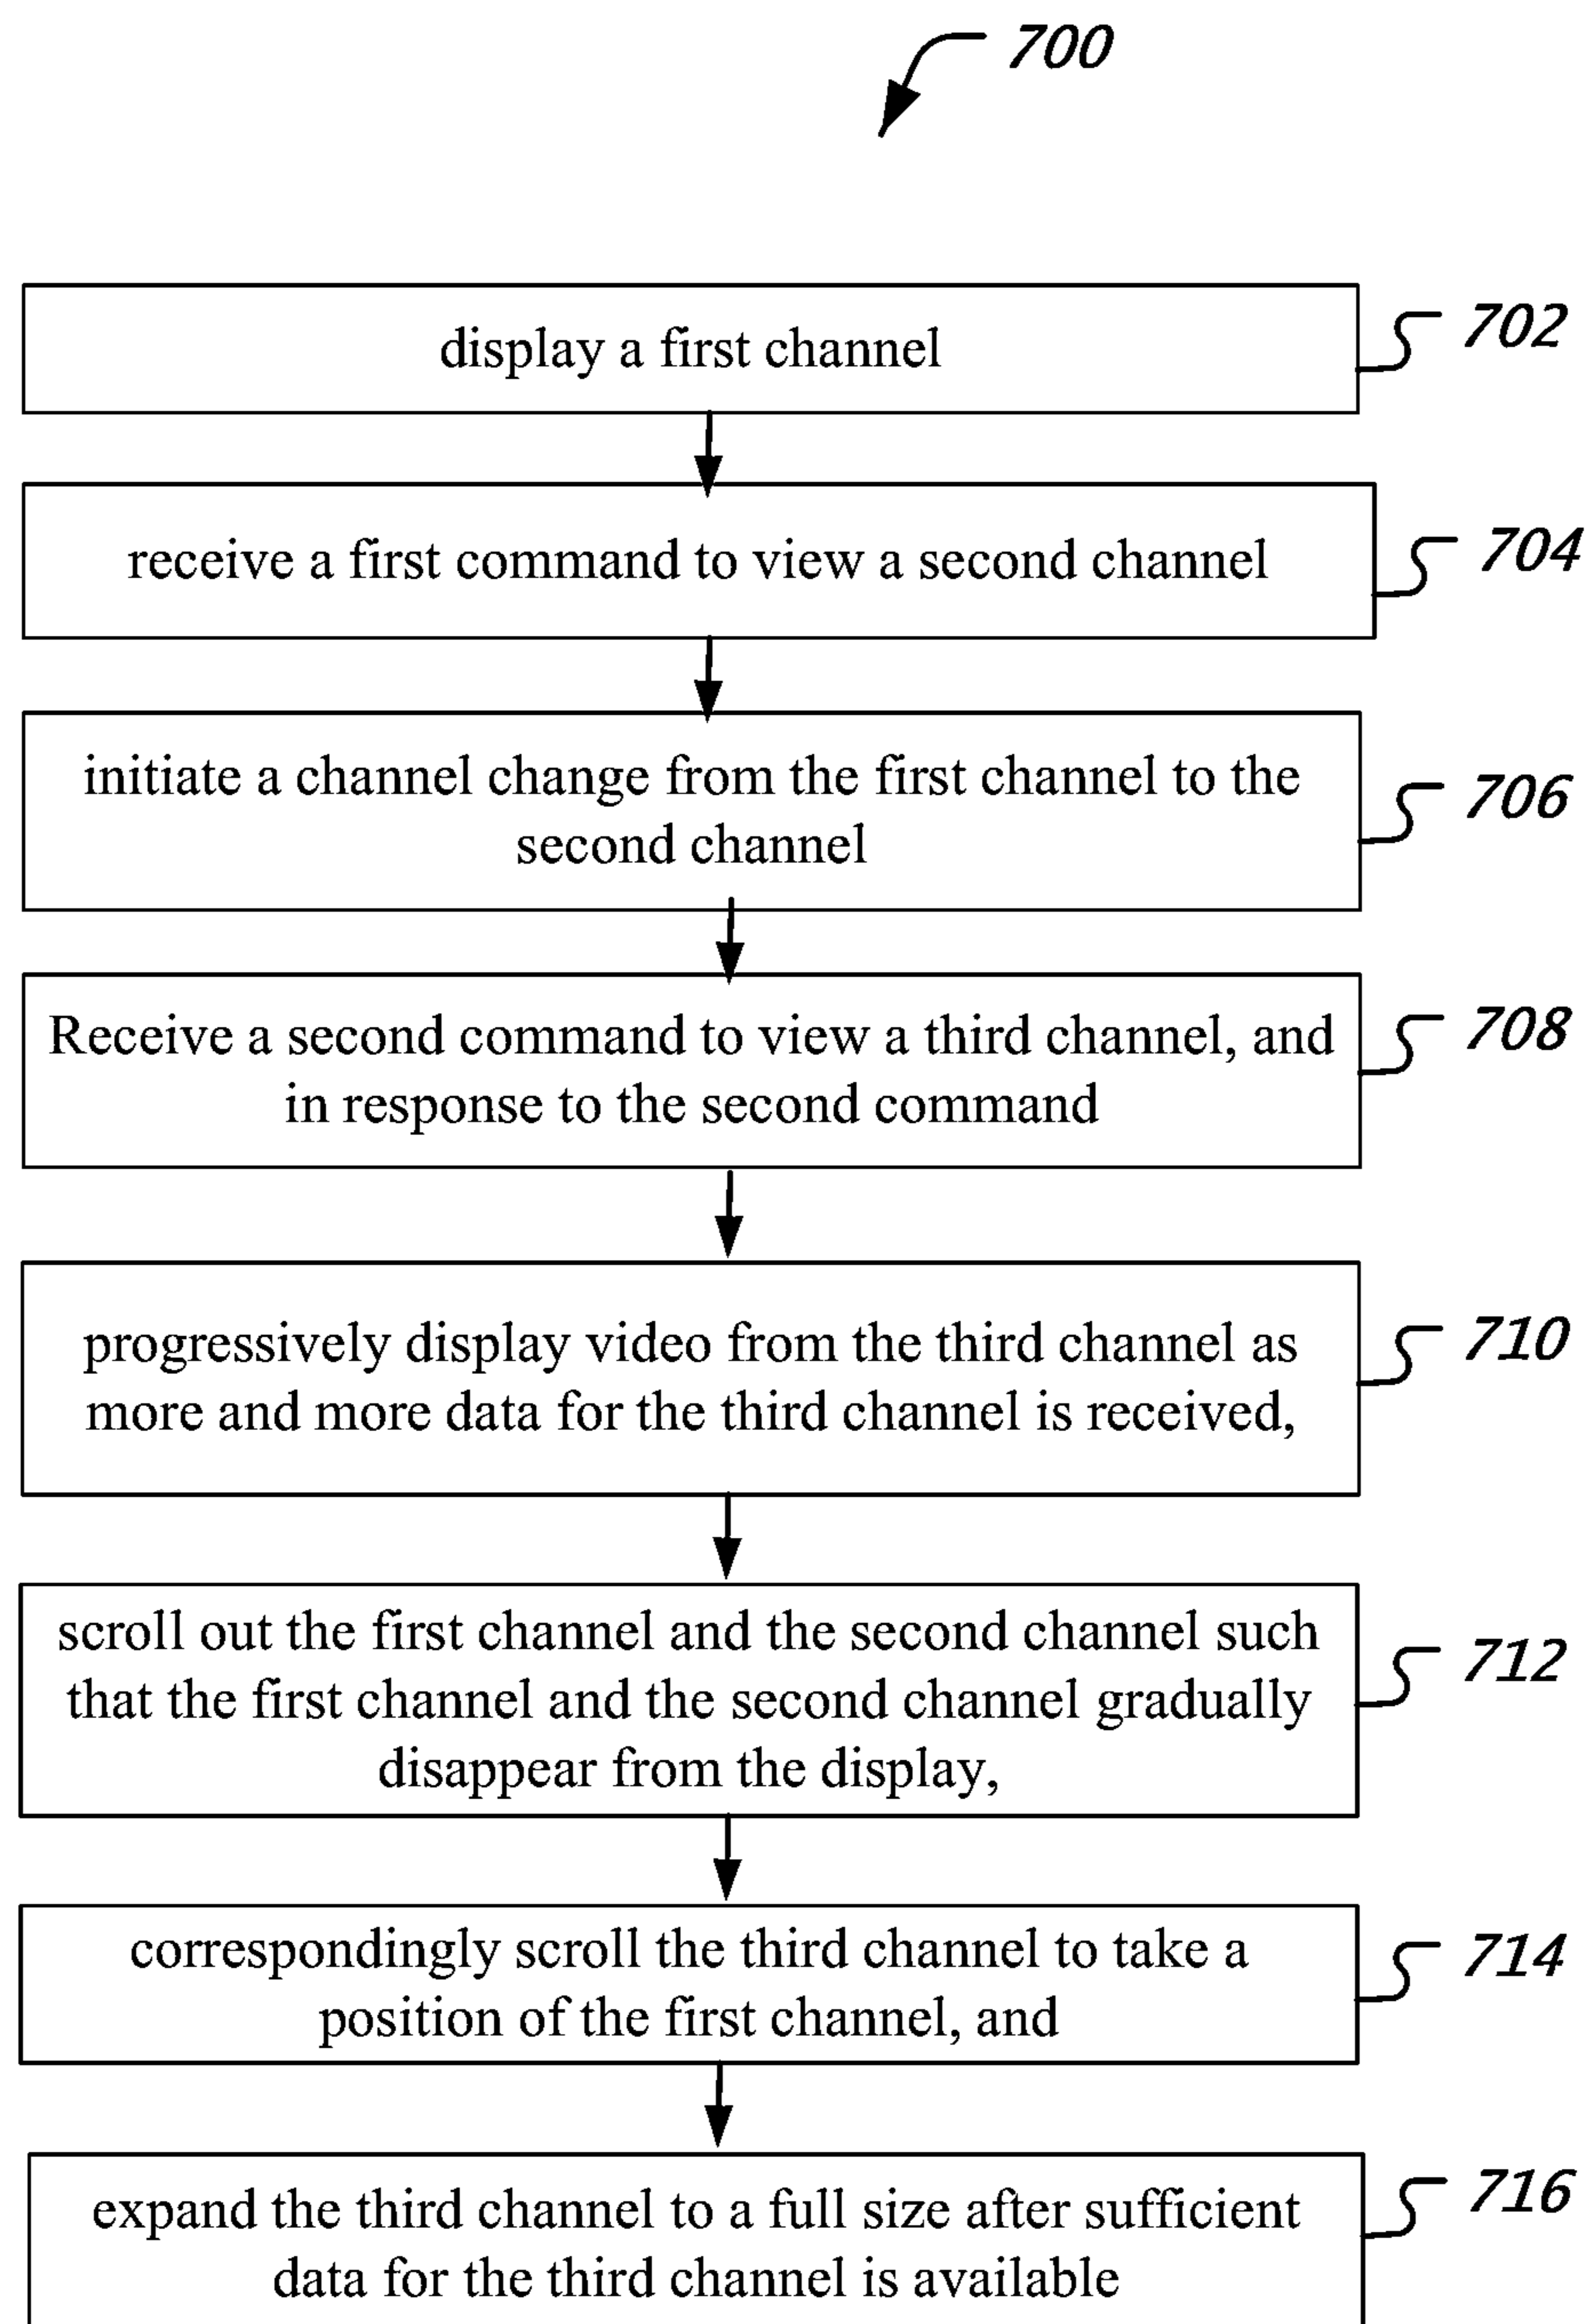 700
display a first channel
702
receive a first command to view a second channel
704
initiate a channel change from the first channel to the
second channel
706
Receive a second command to view a third channel, and
in response to the second command
708
progressively display video from the third channel as
more and more data for the third channel is received,
710
scroll out the first channel and the second channel such
that the first channel and the second channel gradually
disappear from the display,
712
correspondingly scroll the third channel to take a
position of the first channel, and
714
expand the third channel to a full size after sufficient
data for the third channel is available
716